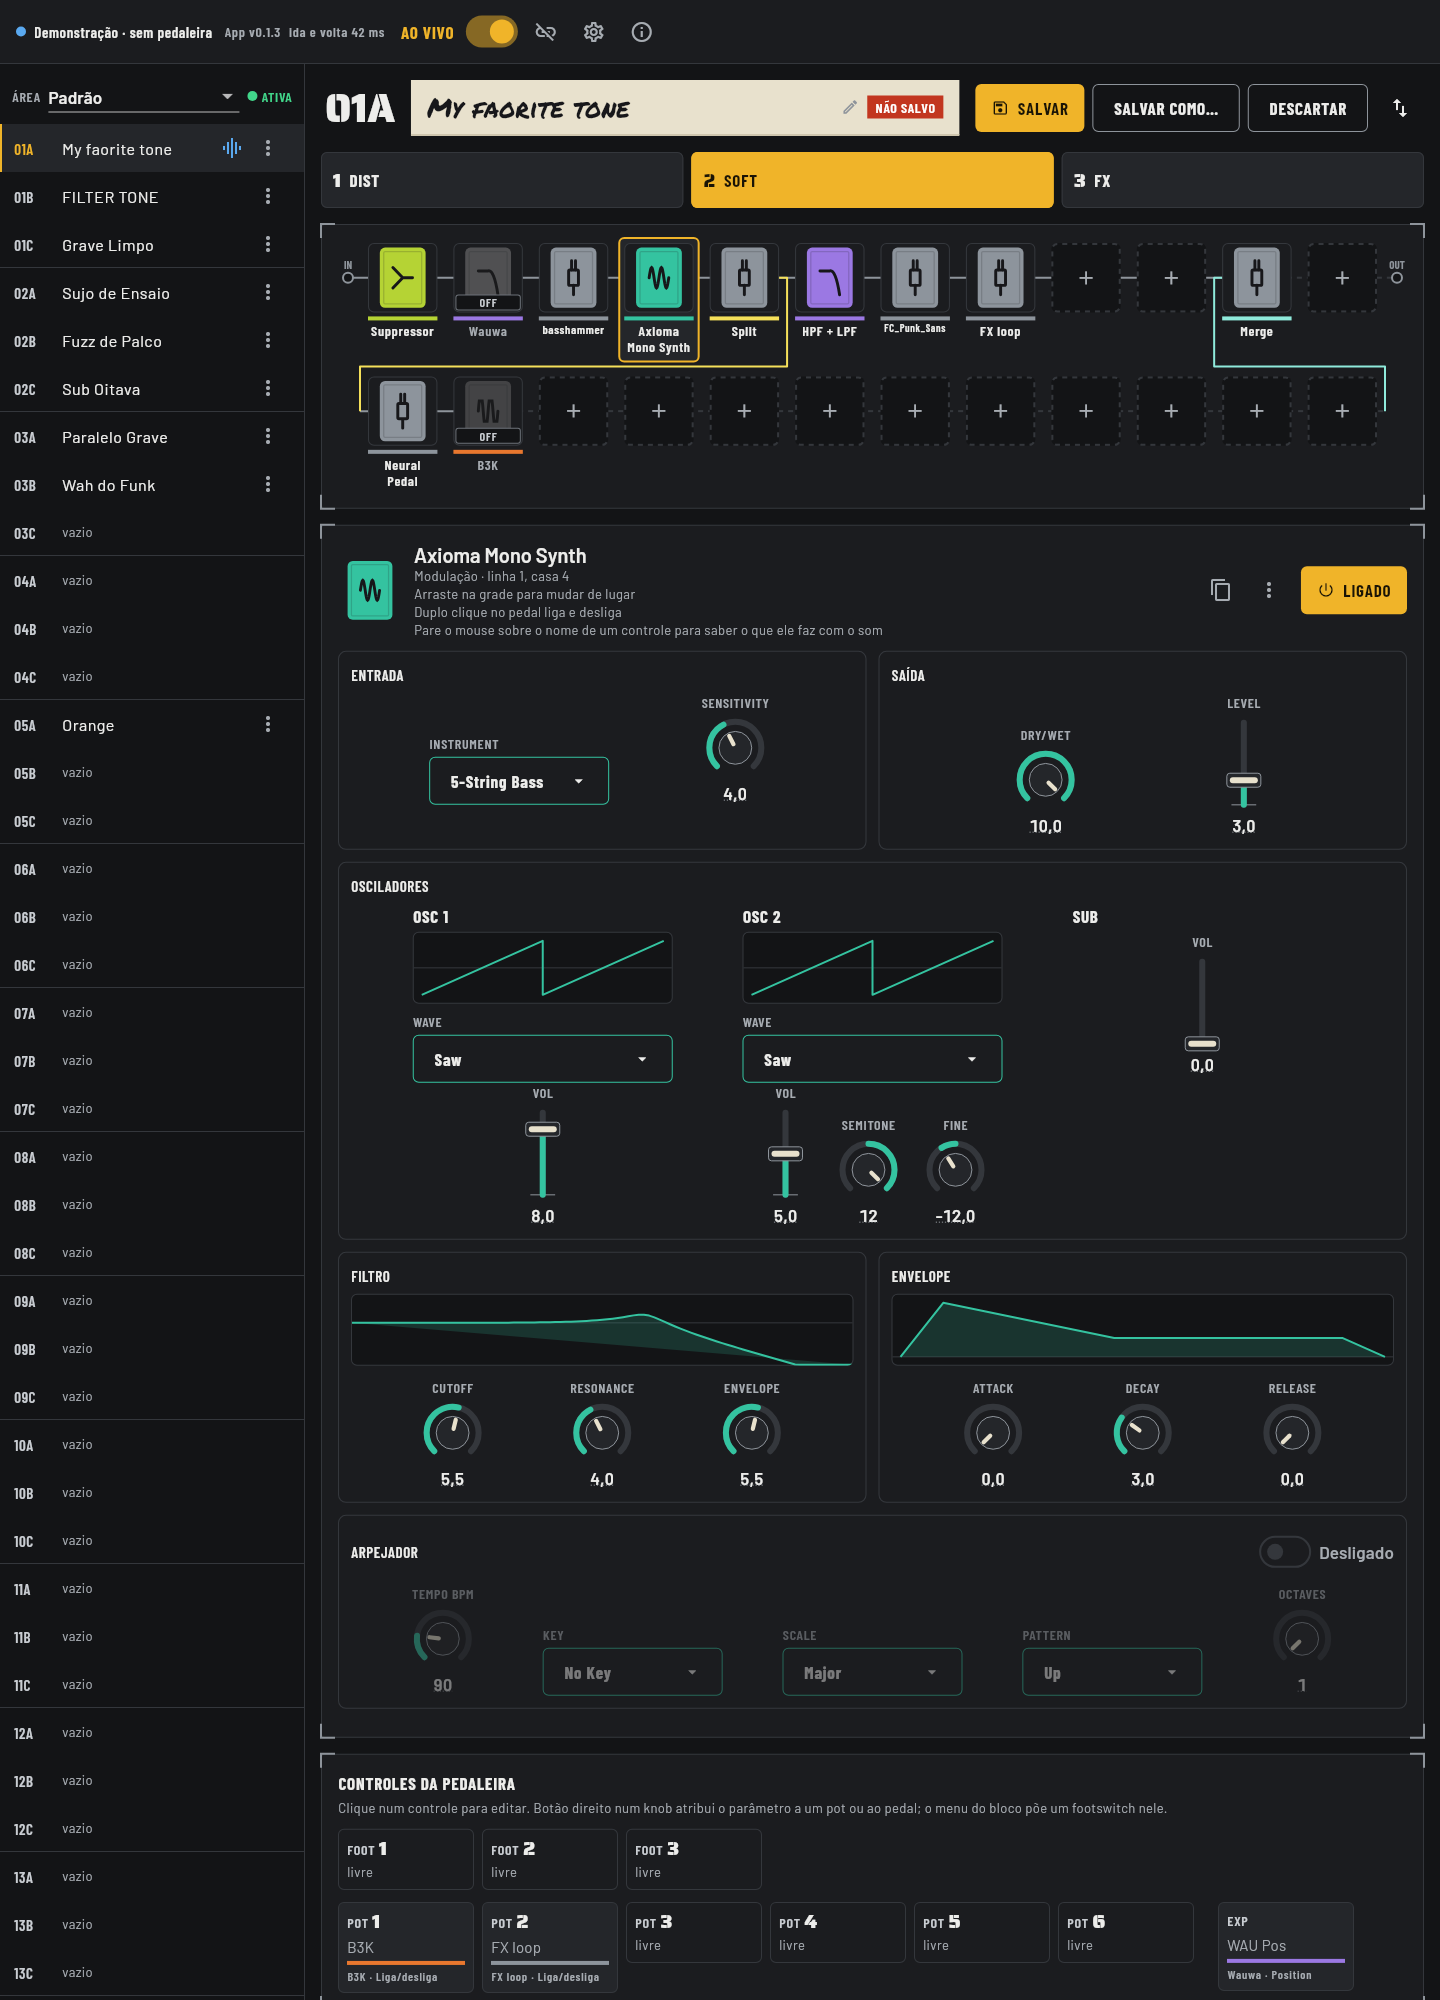 Demonstração · sem pedaleira App v0.1.3 Ida e volta 42 ms AO VIVO
ÁREA Padrão ATIVA
01A My faorite tone
01B FILTER TONE
01C Grave Limpo
02A Sujo de Ensaio
02B Fuzz de Palco
02C Sub Oitava
03A Paralelo Grave
03B Wah do Funk
03C vazio
04A vazio
04B vazio
04C vazio
05A Orange
05B vazio
05C vazio
06A vazio
06B vazio
06C vazio
07A vazio
07B vazio
07C vazio
08A vazio
08B vazio
08C vazio
09A vazio
09B vazio
09C vazio
10A vazio
10B vazio
10C vazio
11A vazio
11B vazio
11C vazio
12A vazio
12B vazio
12C vazio
13A vazio
13B vazio
13C vazio
01A My faorite tone NÃO SALVO SALVAR SALVAR COMO... DESCARTAR
1 DIST 2 SOFT 3 FX
IN OUT
OFF
Suppressor Wauwa basshammer Axioma Mono Synth Split HPF + LPF FC_Punk_Sans FX loop Merge
OFF
Neural Pedal B3K
Axioma Mono Synth
Modulação · linha 1, casa 4
Arraste na grade para mudar de lugar
Duplo clique no pedal liga e desliga
Pare o mouse sobre o nome de um controle para saber o que ele faz com o som
LIGADO
ENTRADA
INSTRUMENT
5-String Bass
SENSITIVITY
4,0
SAÍDA
DRY/WET
10,0
LEVEL
3,0
OSCILADORES
OSC 1
WAVE
Saw
VOL
8,0
OSC 2
WAVE
Saw
VOL SEMITONE FINE
5,0 12 -12,0
SUB
VOL
0,0
FILTRO
CUTOFF RESONANCE ENVELOPE
5,5 4,0 5,5
ENVELOPE
ATTACK DECAY RELEASE
0,0 3,0 0,0
ARPEJADOR Desligado
TEMPO BPM KEY SCALE PATTERN OCTAVES
90 No Key Major Up 1
CONTROLES DA PEDALEIRA
Clique num controle para editar. Botão direito num knob atribui o parâmetro a um pot ou ao pedal; o menu do bloco põe um footswitch nele.
FOOT 1 FOOT 2 FOOT 3
livre livre livre
POT 1 POT 2 POT 3 POT 4 POT 5 POT 6 EXP
B3K FX loop livre livre livre livre WAU Pos
B3K · Liga/desliga FX loop · Liga/desliga Wauwa · Position